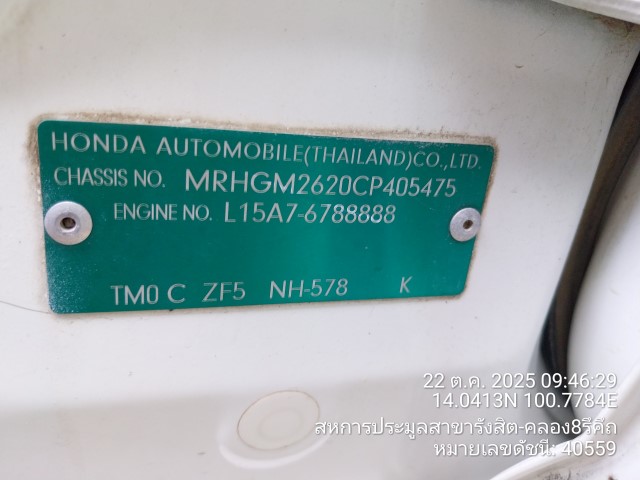 HONDA AUTOMOBILE(THAILAND)CO.,LTD.
CHASSIS NO. MRHGM2620CP405475
ENGINE NO. L15A7-6788888
TM0 C ZF5 NH-578 K
22 ต.ค. 2025 09:46:29
14.0413N 100.7784E
สหการประมูลสาขารังสิต-คลอง8รีคีถ
หมายเลขดัชนี: 40559